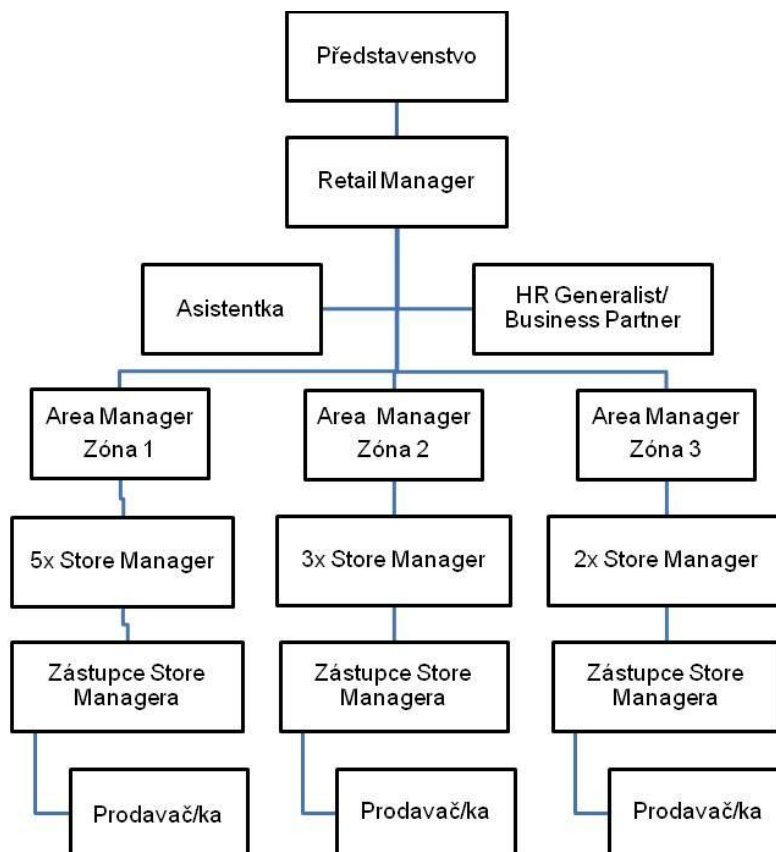 Představenstvo
Retail Manager
Asistentka
HR Generalist/
Business Partner
Area Manager
Zóna 1
Area Manager
Zóna 2
Area Manager
Zóna 3
5x Store Manager
3x Store Manager
2x Store Manager
Zástupce Store
Managera
Zástupce Store
Managera
Zástupce Store
Managera
Prodavač/ka
Prodavač/ka
Prodavač/ka